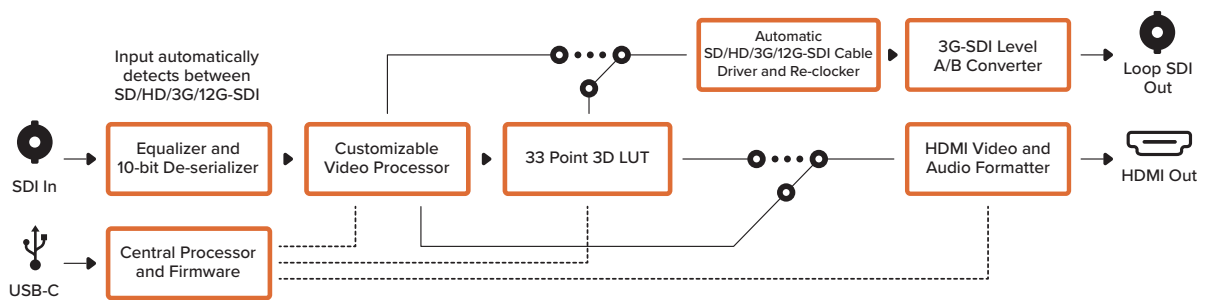 Input automatically
detects between
SD/HD/3G/12G-SDI
Automatic
SD/HD/3G/12G-SDI Cable
Driver and Re-clocker
3G-SDI Level
A/B Converter
Loop SDI
Out
SDI In
Equalizer and
10-bit De-serializer
Customizable
Video Processor
33 Point 3D LUT
HDMI Video and
Audio Formatter
HDMI Out
USB-C
Central Processor
and Firmware